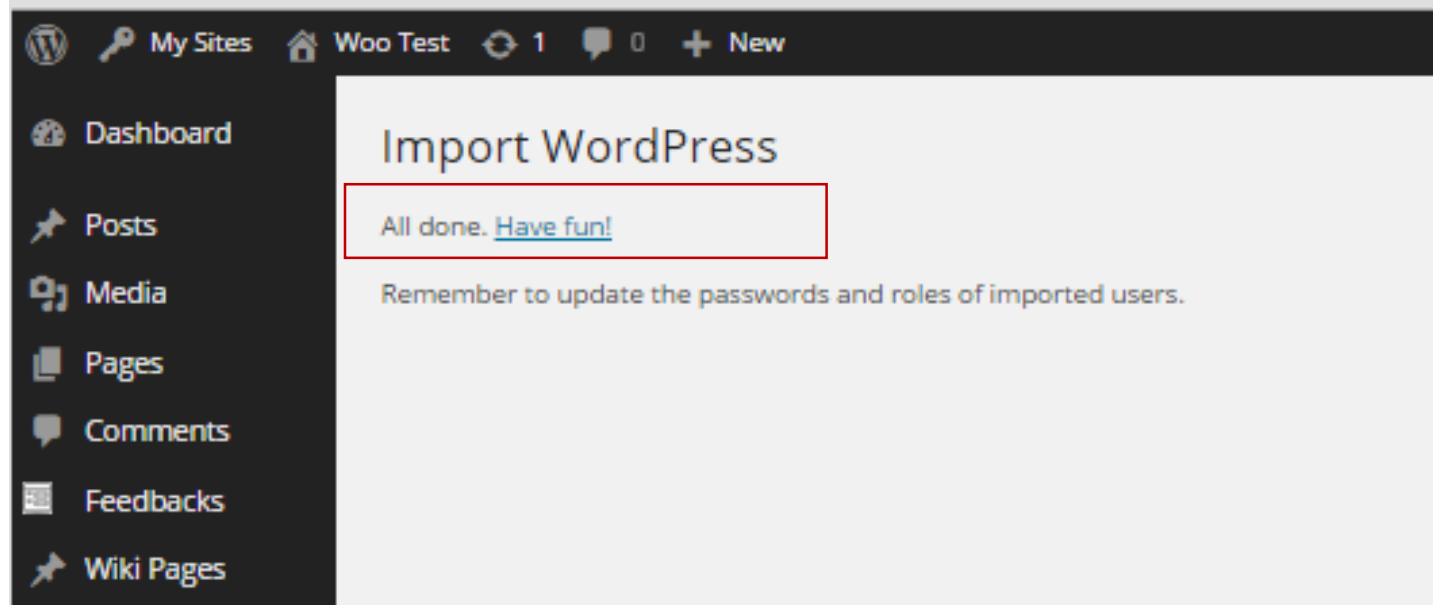 My Sites Woo Test 1 0 New
Dashboard
Import WordPress
Posts
All done. Have fun!
Media
Remember to update the passwords and roles of imported users.
Pages
Comments
Feedbacks
Wiki Pages